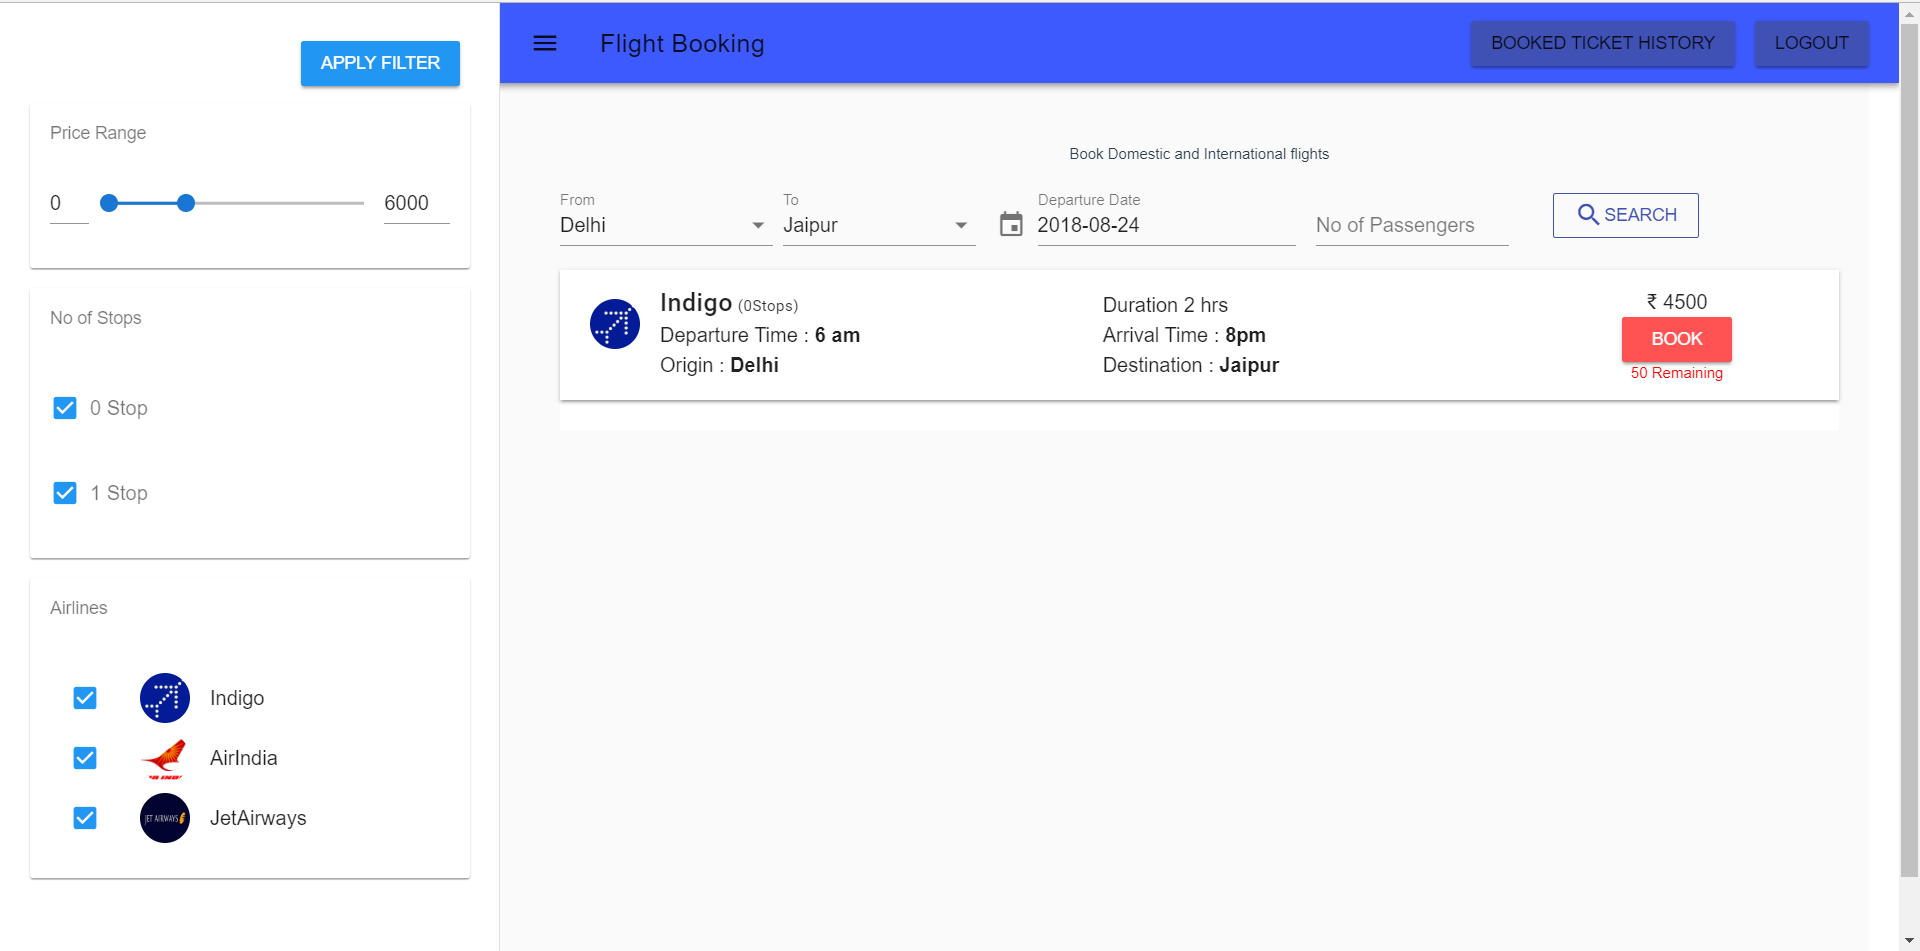 APPLY FILTER
Price Range
0
6000
No of Stops
0 Stop
1 Stop
Airlines
Indigo
AirIndia
JET AIRWAYS
JetAirways
Flight Booking
BOOKED TICKET HISTORY
LOGOUT
Book Domestic and International flights
From
Delhi
To
Jaipur
Departure Date
2018-08-24
No of Passengers
SEARCH
Indigo (0Stops)
Departure Time : 6 am
Origin : Delhi
Duration 2 hrs
Arrival Time : 8pm
Destination : Jaipur
₹ 4500
BOOK
50 Remaining